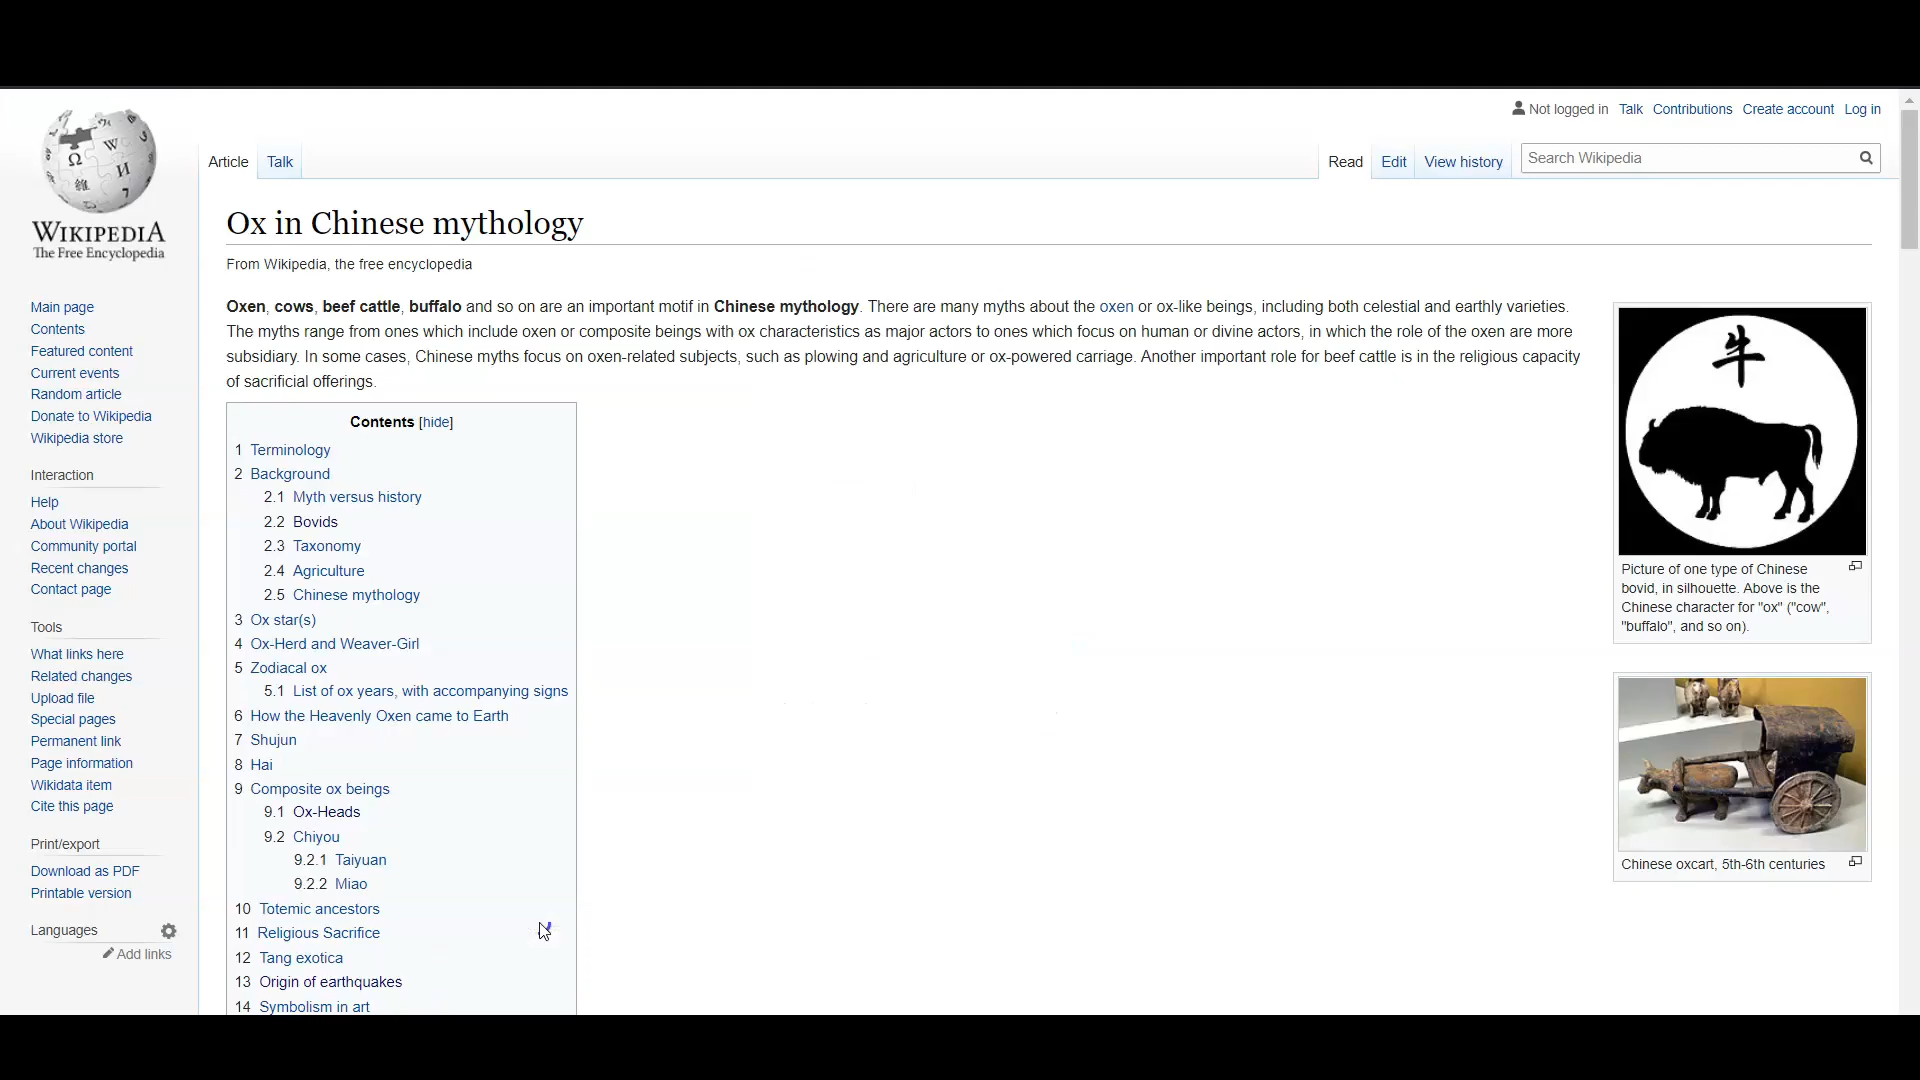 Not logged in Talk Contributions Create account Log in
Article Talk
Read Edit View history Search Wikipedia
WIKIPEDIA
The Free Encyclopedia
Main page
Contents
Featured content
Current events
Random article
Donate to Wikipedia
Wikipedia store
Interaction
Help
About Wikipedia
Community portal
Recent changes
Contact page
Tools
What links here
Related changes
Upload file
Special pages
Permanent link
Page information
Wikidata item
Cite this page
Print/export
Download as PDF
Printable version
Languages
Add links
Ox in Chinese mythology
From Wikipedia, the free encyclopedia
Oxen, cows, beef cattle, buffalo and so on are an important motif in Chinese mythology. There are many myths about the oxen or ox-like beings, including both celestial and earthly varieties.
The myths range from ones which include oxen or composite beings with ox characteristics as major actors to ones which focus on human or divine actors, in which the role of the oxen are more
subsidiary. In some cases, Chinese myths focus on oxen-related subjects, such as plowing and agriculture or ox-powered carriage. Another important role for beef cattle is in the religious capacity
of sacrificial offerings.
Contents [hide]
1 Terminology
2 Background
2.1 Myth versus history
2.2 Bovids
2.3 Taxonomy
2.4 Agriculture
2.5 Chinese mythology
3 Ox star(s)
4 Ox-Herd and Weaver-Girl
5 Zodiacal ox
5.1 List of ox years, with accompanying signs
6 How the Heavenly Oxen came to Earth
7 Shujun
8 Hai
9 Composite ox beings
9.1 Ox-Heads
9.2 Chiyou
9.2.1 Taiyuan
9.2.2 Miao
10 Totemic ancestors
11 Religious Sacrifice
12 Tang exotica
13 Origin of earthquakes
14 Symbolism in art
牛
Picture of one type of Chinese
bovid, in silhouette. Above is the
Chinese character for "ox" ("cow",
"buffalo", and so on).
Chinese oxcart, 5th-6th centuries